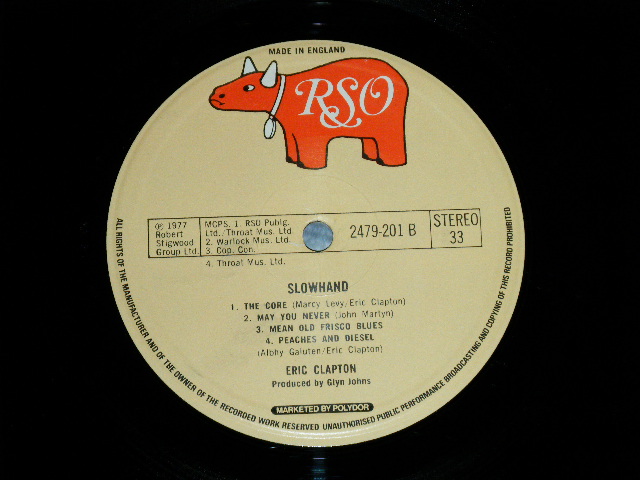 MADE IN ENGLAND
RSO
℗ 1977
Robert
Stigwood
Group Ltd.
MCPS. 1. RSO Publg.
Ltd./Throat Mus. Ltd.
2. Warlock Mus. Ltd.
3. Cop. Con.
4. Throat Mus. Ltd.
2479-201 B
STEREO
33
SLOWHAND
1. THE CORE (Marcy Levy/Eric Clapton)
2. MAY YOU NEVER (John Martyn)
3. MEAN OLD FRISCO BLUES
4. PEACHES AND DIESEL
(Albhy Galuten/Eric Clapton)
ERIC CLAPTON
Produced by Glyn Johns
MARKETED BY POLYDOR
ALL RIGHTS OF THE MANUFACTURER AND OF THE OWNER OF THE RECORDED WORK RESERVED UNAUTHORISED PUBLIC PERFORMANCE BROADCASTING AND COPYING OF THIS RECORD PROHIBITED